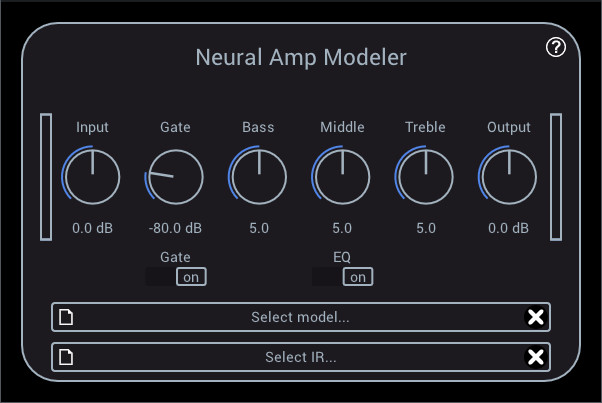 Neural Amp Modeler
?
Input Gate Bass Middle Treble Output
0.0 dB -80.0 dB 5.0 5.0 5.0 0.0 dB
Gate EQ
on on
Select model...
Select IR...